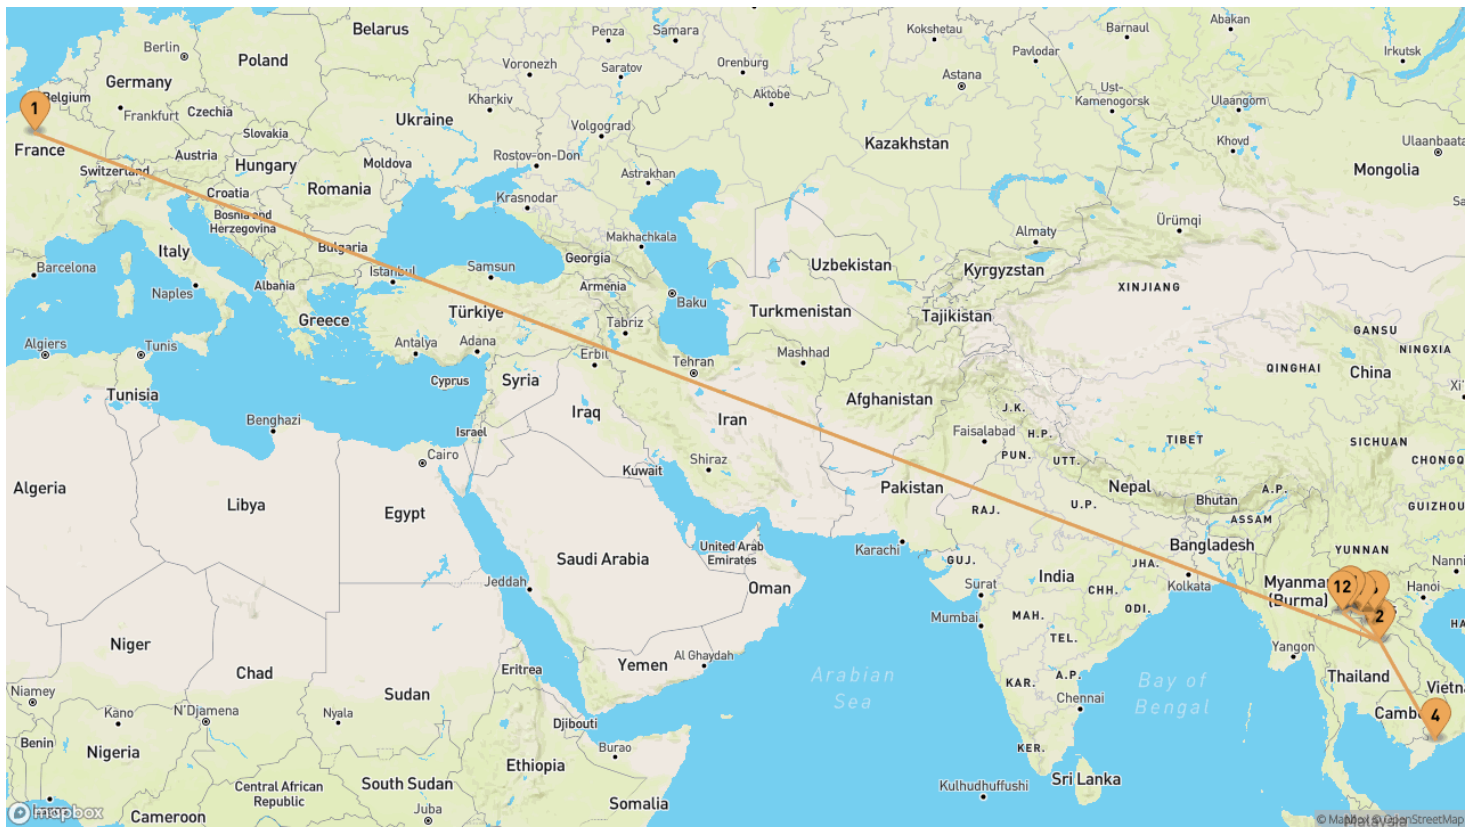 Belarus
Penza
Samara
Kokshetau
Barnaul
Abakan
Berlin
Poland
Voronezh
Saratov
Orenburg
Pavlodar
Irkutsk
Germany
Astana
Ust-
Kamenogorsk
Ulaangom
1
Belgium
Frankfurt
Czechia
Kharkiv
Aktobe
Ukraine
Volgograd
Slovakia
Kazakhstan
Khovd
Ulaanbaata
France
Austria
Hungary
Moldova
Rostov-on-Don
Mongolia
Switzerland
Croatia
Romania
Astrakhan
Krasnodar
Bosnia and
Herzegovina
Makhachkala
Almaty
Ürümqi
Italy
Bulgaria
Georgia
Uzbekistan
Kyrgyzstan
Barcelona
Istanbul
Samsun
Naples
Albania
Armenia
Baku
XINJIANG
Greece
Türkiye
Tabriz
Turkmenistan
Tajikistan
GANSU
Algiers
Tunis
Antalya
Adana
Erbil
Tehran
Mashhad
NINGXIA
Cyprus
Syria
QINGHAI
China
Xi'
Tunisia
Iraq
Iran
Afghanistan
J.K.
Benghazi
Israel
Faisalabad
H.P.
TIBET
SICHUAN
Cairo
Kuwait
Shiraz
PUN.
UTT.
CHONGQ
Algeria
Libya
Egypt
Pakistan
RAJ.
Nepal
U.P.
Bhutan
A.P.
GUIZHOU
ASSAM
Saudi Arabia
United Arab
Emirates
Karachi
GUJ.
JHA.
Bangladesh
YUNNAN
Nanni
Jeddah
Oman
Surat
India
CHH.
Kolkata
Myanmar
(Burma)
12
Hanoi
Mumbai
MAH.
ODI.
2
HA
Niger
Chad
Eritrea
Yemen
Al Ghaydah
TEL.
Yangon
Arabian
Sea
KAR.
A.P.
Chennai
Bay of
Bengal
Thailand
Vietn
Niamey
Kano
N'Djamena
Sudan
Nyala
Djibouti
Camb
4
Benin
Nigeria
Burao
KER.
Central African
Republic
South Sudan
Ethiopia
Kulhudhuffushi
Sri Lanka
Somalia
mapbox
Cameroon
Juba
© Mapbox © OpenStreetMap
Malaysia